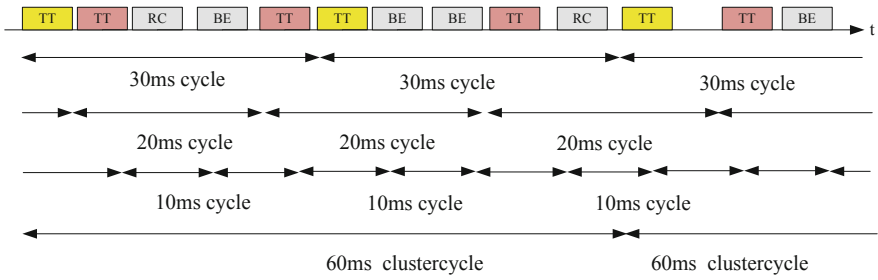 TT TT RC BE TT TT BE BE TT RC TT TT BE
t
30ms cycle 30ms cycle 30ms cycle
20ms cycle 20ms cycle 20ms cycle
10ms cycle 10ms cycle 10ms cycle
60ms clustercycle 60ms clustercycle